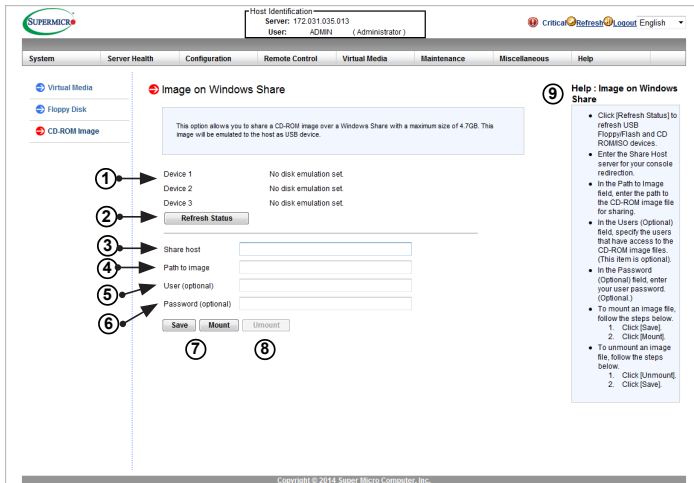 SUPERMICR
Host Identification
Server: 172.031.035.013
User: ADMIN (Administrator)
Critical Refresh Logout English
System Server Health Configuration Remote Control Virtual Media Maintenance Miscellaneous Help
Virtual Media
Floppy Disk
CD-ROM Image
Image on Windows Share
This option allows you to share a CD-ROM image over a Windows Share with a maximum size of 4.7GB. This
image will be emulated to the host as USB device.
1 Device 1 No disk emulation set.
Device 2 No disk emulation set.
Device 3 No disk emulation set.
2 Refresh Status
3 Share host
4 Path to image
5 User (optional)
6 Password (optional)
Save Mount Umount
7 8
9 Help : Image on Windows
Share
• Click [Refresh Status] to
refresh USB
Floppy/Flash and CD
ROM/ISO devices.
• Enter the Share Host
server for your console
redirection.
• In the Path to Image
field, enter the path to
the CD-ROM image file
for sharing.
• In the Users (Optional)
field, specify the users
that have access to the
CD-ROM image files.
(This item is optional).
• In the Password
(Optional) field, enter
your user password.
(Optional.)
• To mount an image file,
follow the steps below.
1. Click [Save].
2. Click [Mount].
• To unmount an image
file, follow the steps
below.
1. Click [Unmount].
2. Click [Save].
Copyright © 2014 Super Micro Computer, Inc.